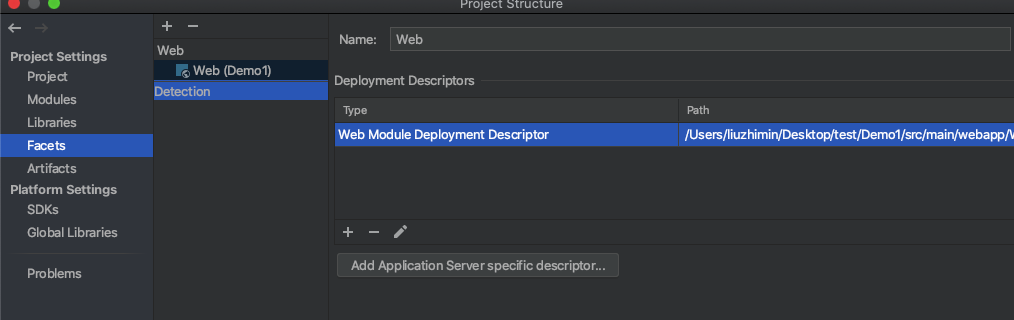 Project Structure
Project Settings
Project
Modules
Libraries
Facets
Artifacts
Platform Settings
SDKs
Global Libraries
Problems
Web
Web (Demo1)
Detection
Name: Web
Deployment Descriptors
Type Path
Web Module Deployment Descriptor /Users/liuzhimin/Desktop/test/Demo1/src/main/webapp/W
Add Application Server specific descriptor...